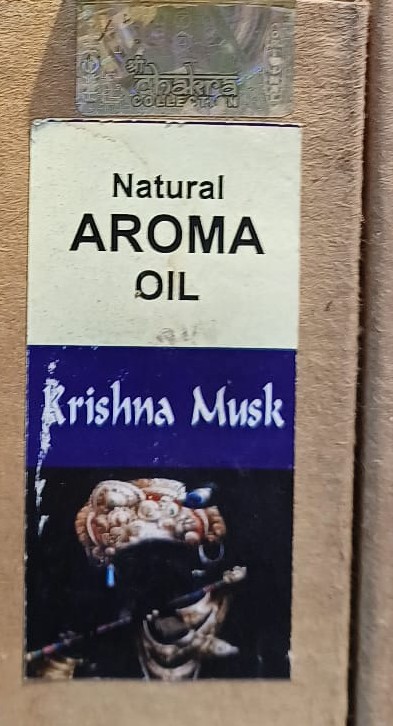 श्री
chakra
COLLECTION
Natural
AROMA
OIL
Krishna Musk